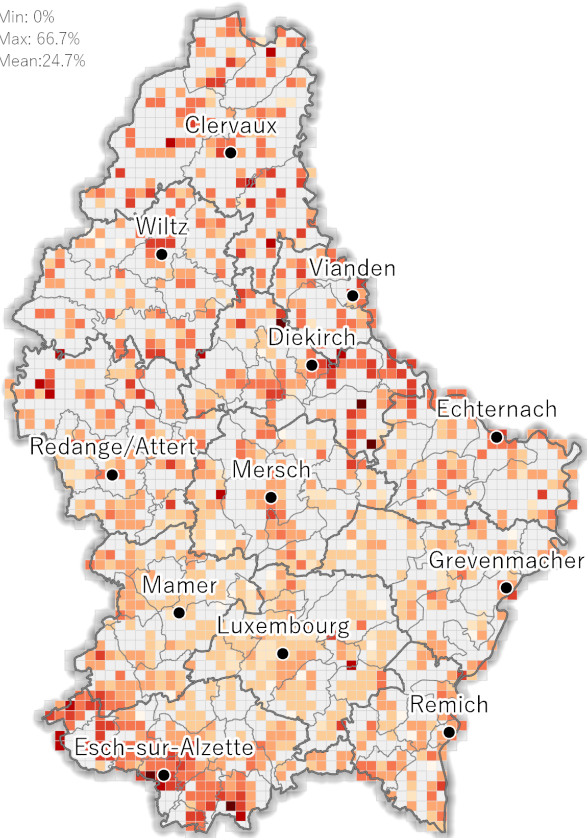 Min: 0%
Max: 66.7%
Mean:24.7%
Clervaux
Wiltz
Vianden
Diekirch
Echternach
Redange/Attert
Mersch
Grevenmacher
Mamer
Luxembourg
Remich
Esch-sur-Alzette